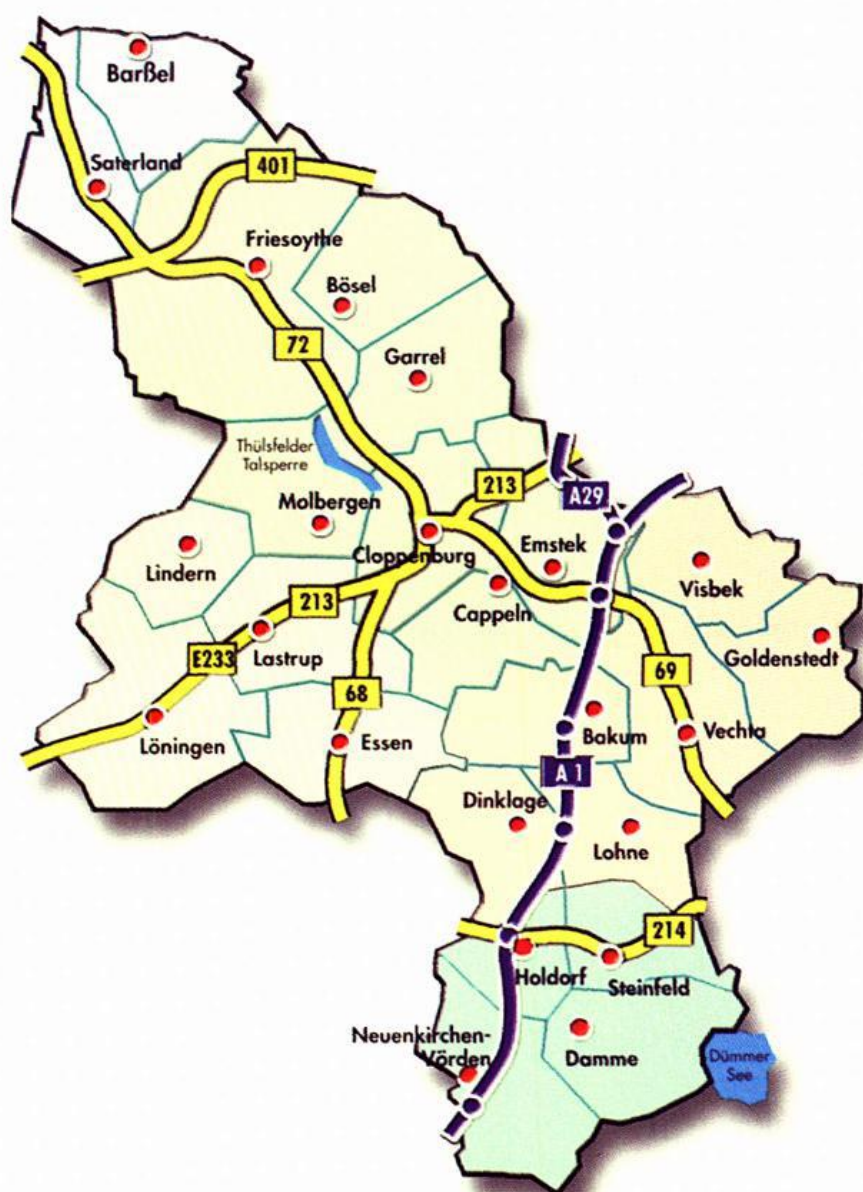 Barßel
Saterland
401
Friesoythe
Bösel
72
Garrel
Thülsfelder
Talsperre
213
A29
Molbergen
Cloppenburg
Emstek
Lindern
Visbek
213
Cappeln
E233
Lastrup
Goldenstedt
69
68
Löningen
Essen
Bakum
Vechta
A 1
Dinklage
Lohne
214
Holdorf
Steinfeld
Neuenkirchen-
Vörden
Damme
Dümmer
See